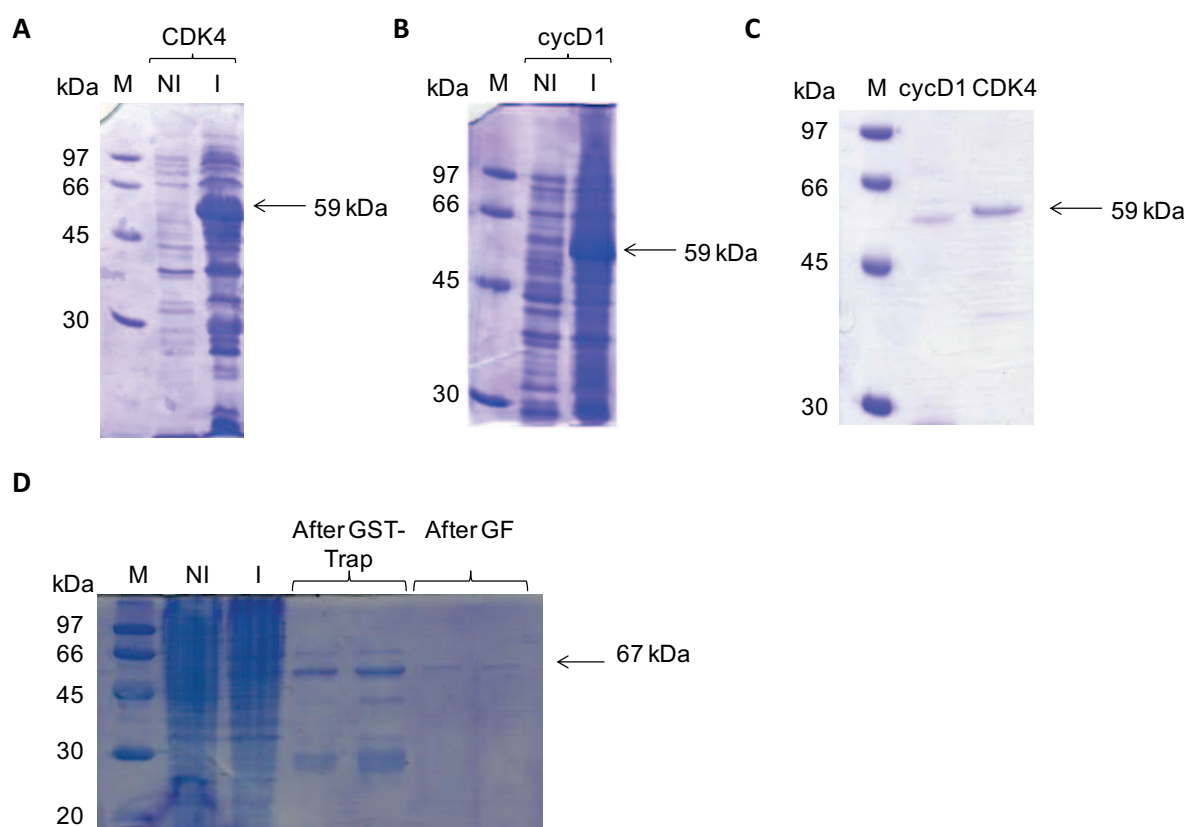 A
CDK4
kDa M NI I
97
66
45
30
59 kDa
B
cycD1
kDa M NI I
97
66
45
30
59 kDa
C
kDa M cycD1 CDK4
97
66
45
30
59 kDa
D
After GST-
Trap
After GF
kDa M NI I
97
66
45
30
20
67 kDa